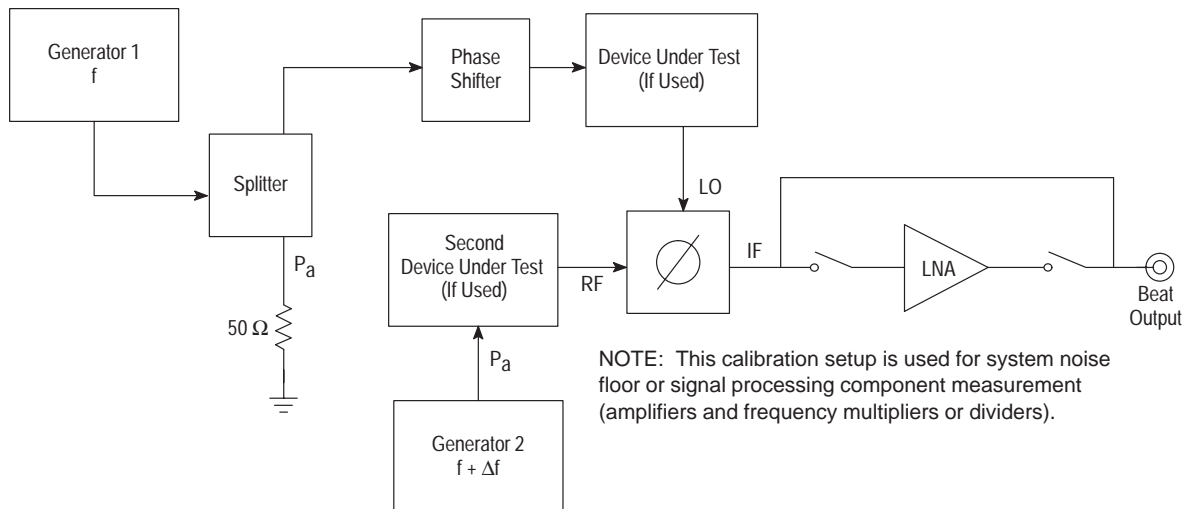 Generator 1
f
Phase
Shifter
Device Under Test
(If Used)
Splitter
LO
Second
Device Under Test
(If Used)
RF
IF
LNA
Beat
Output
Pa
50 Ω
Pa
NOTE: This calibration setup is used for system noise
floor or signal processing component measurement
(amplifiers and frequency multipliers or dividers).
Generator 2
f + Δf